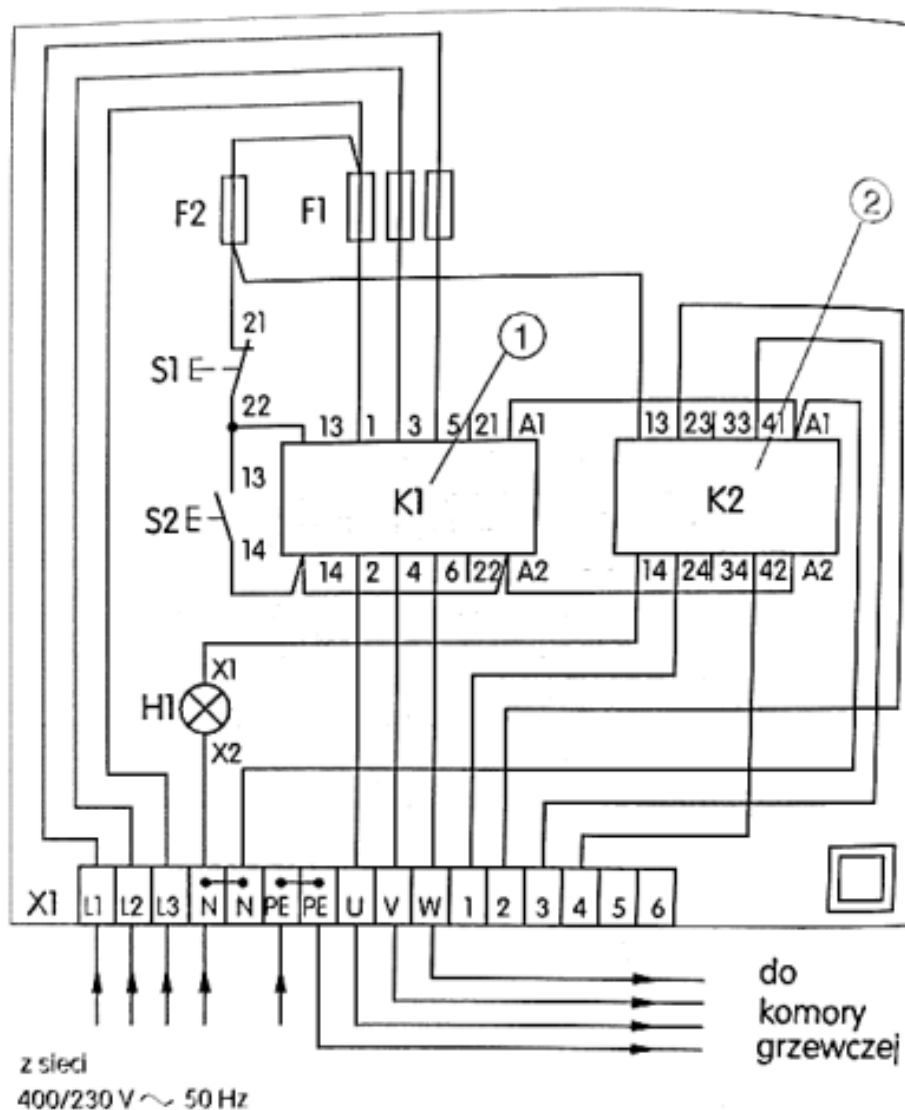 F2 F1
2
21
S1 E
22
1
13 1 3 5 21 A1
13 23 33 41 A1
13
K1
K2
S2 E
14
14 2 4 6 22 A2
14 24 34 42 A2
X1
H1
X2
X1 L1 L2 L3 N N PE PE U V W 1 2 3 4 5 6
do
komory
grzewczej
z sieci
400/230 V ~ 50 Hz